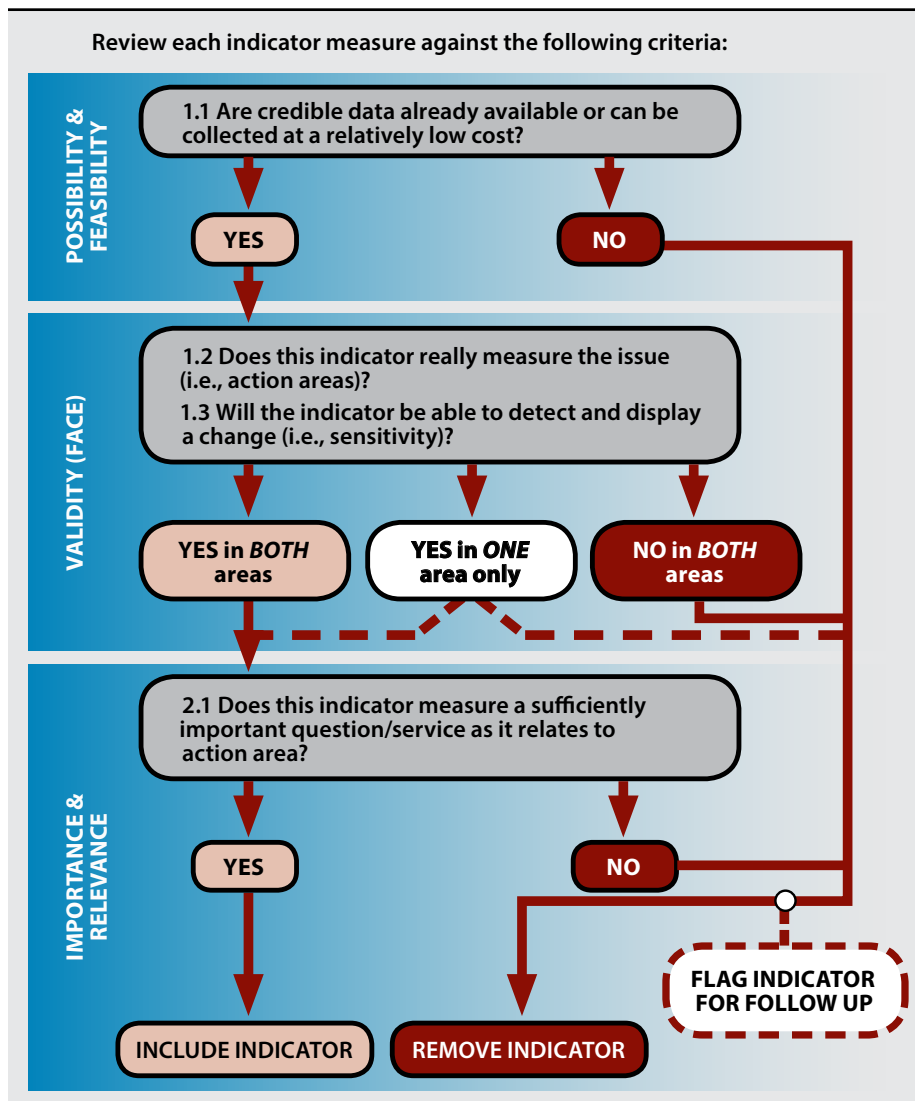 Review each indicator measure against the following criteria:
POSSIBILITY &
FEASIBILITY
1.1 Are credible data already available or can be
collected at a relatively low cost?
YES
NO
VALIDITY (FACE)
1.2 Does this indicator really measure the issue
(i.e., action areas)?
1.3 Will the indicator be able to detect and display
a change (i.e., sensitivity)?
YES in BOTH
areas
YES in ONE
area only
NO in BOTH
areas
IMPORTANCE &
RELEVANCE
2.1 Does this indicator measure a sufficiently
important question/service as it relates to
action area?
YES
NO
FLAG INDICATOR
FOR FOLLOW UP
INCLUDE INDICATOR
REMOVE INDICATOR